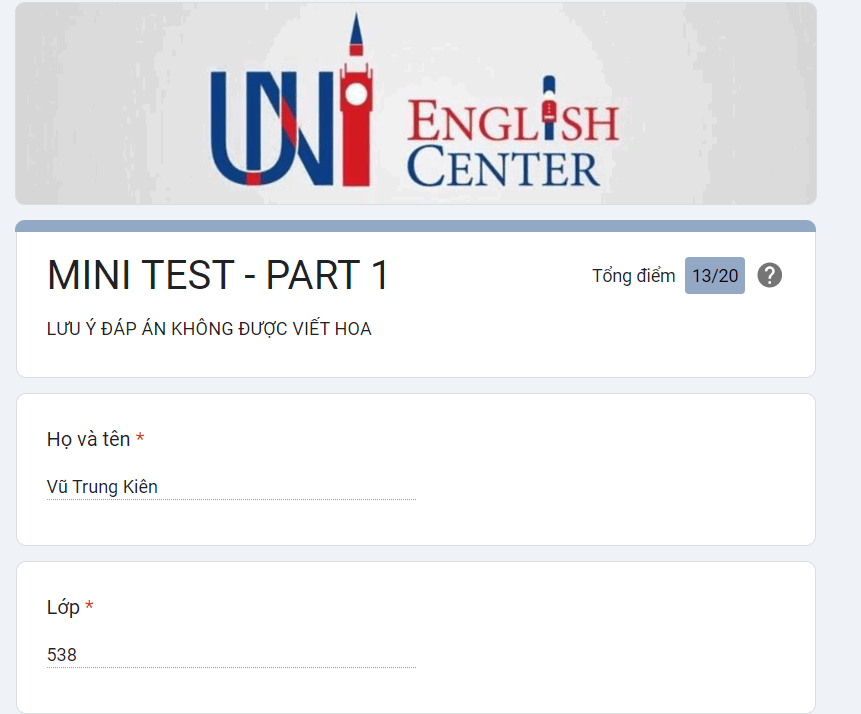 UNI ENGLISH
CENTER
MINI TEST - PART 1
Tổng điểm 13/20 ?
LƯU Ý ĐÁP ÁN KHÔNG ĐƯỢC VIẾT HOA
Họ và tên *
Vũ Trung Kiên
Lớp *
538